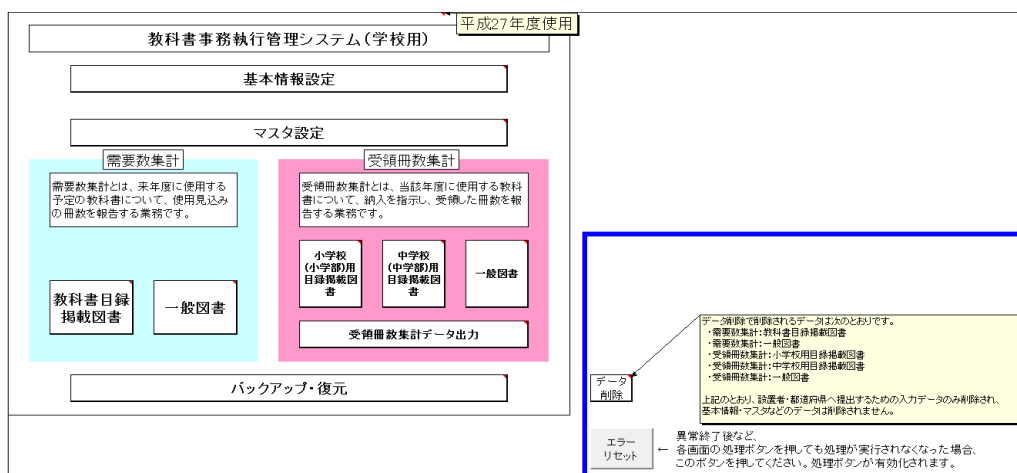 平成27年度使用
教科書事務執行管理システム(学校用)
基本情報設定
マスタ設定
需要数集計
需要数集計とは、来年度に使用する
予定の教科書について、使用見込み
の冊数を報告する業務です。
教科書目録
掲載図書
一般図書
受領冊数集計
受領冊数集計とは、当該年度に使用する教科
書について、納入を指示し、受領した冊数を報
告する業務です。
小学校
(小学部)用
目録掲載図
書
中学校
(中学部)用
目録掲載図
書
一般図書
受領冊数集計データ出力
バックアップ・復元
データ削除で削除されるデータは次のとおりです。
・需要数集計:教科書目録掲載図書
・需要数集計:一般図書
・受領冊数集計:小学校用目録掲載図書
・受領冊数集計:中学校用目録掲載図書
・受領冊数集計:一般図書
上記のとおり、設置者・都道府県へ提出するための入力データのみ削除され、
基本情報・マスタなどのデータは削除されません。
データ
削除
エラー
リセット
← 異常終了後など、
各画面の処理ボタンを押しても処理が実行されなくなった場合、
このボタンを押してください。処理ボタンが有効化されます。